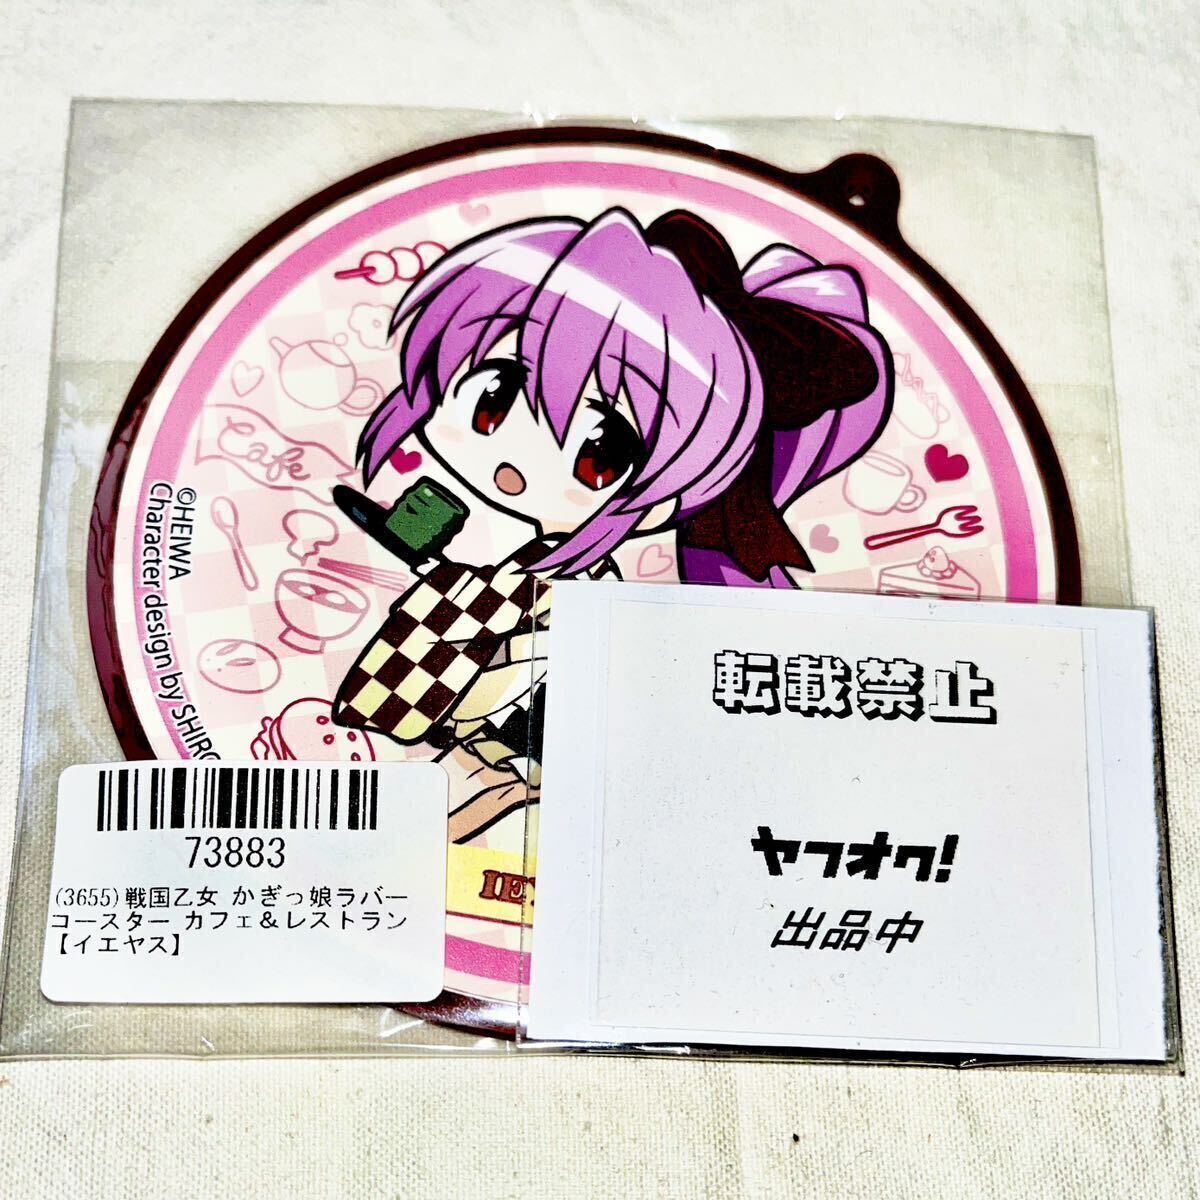 Cafe
©HEIWA
Character design by SHIRO
転載禁止
ヤフオク!
出品中
73883
(3655)戦国乙女 かぎっ娘ラバー
コースター カフェ&レストラン
【イエヤス】